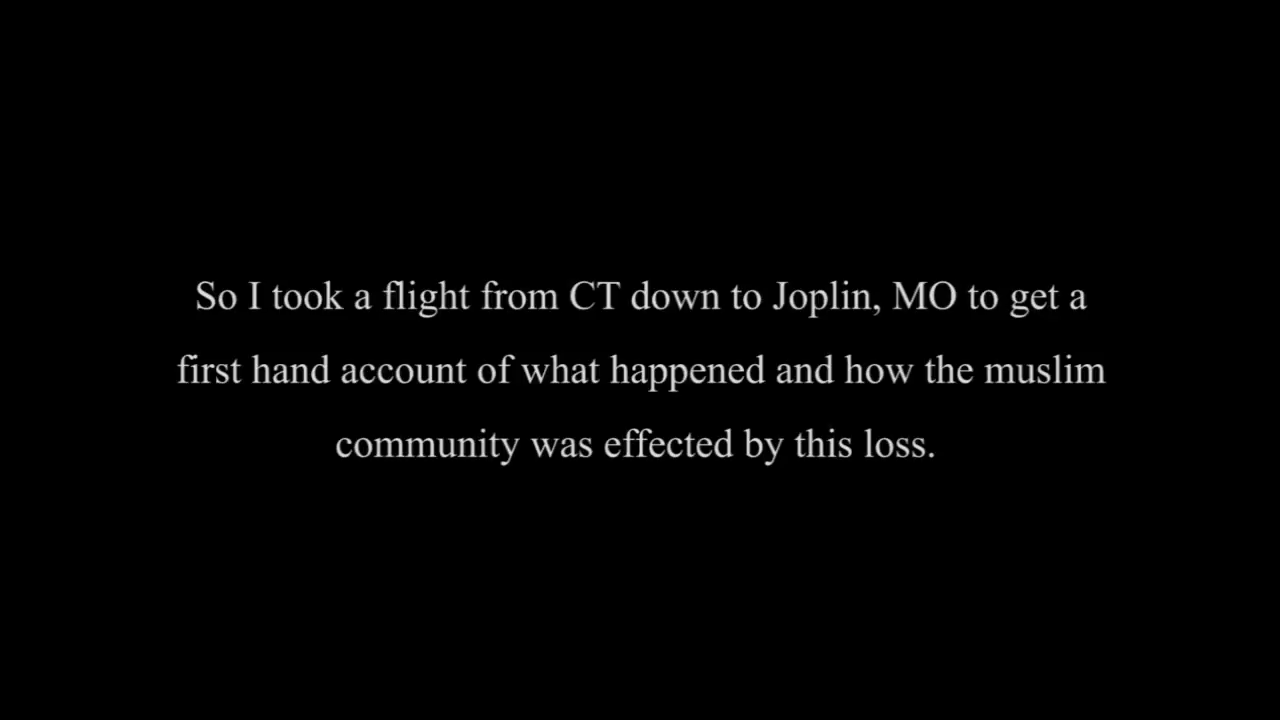 So I took a flight from CT down to Joplin, MO to get a
first hand account of what happened and how the muslim
community was effected by this loss.